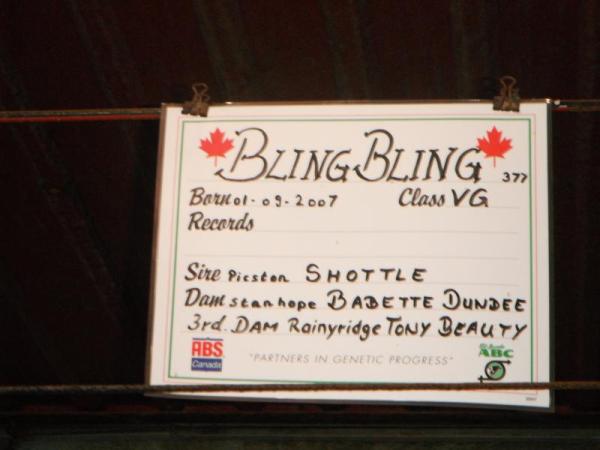 BLING BLING 377
Born 01-09-2007 Class VG
Records
Sire Picston SHOTTLE
Dam stanhope BABETTE DUNDEE
3rd. DAM Rainyridge TONY BEAUTY
ABS Canada "PARTNERS IN GENETIC PROGRESS" ABC